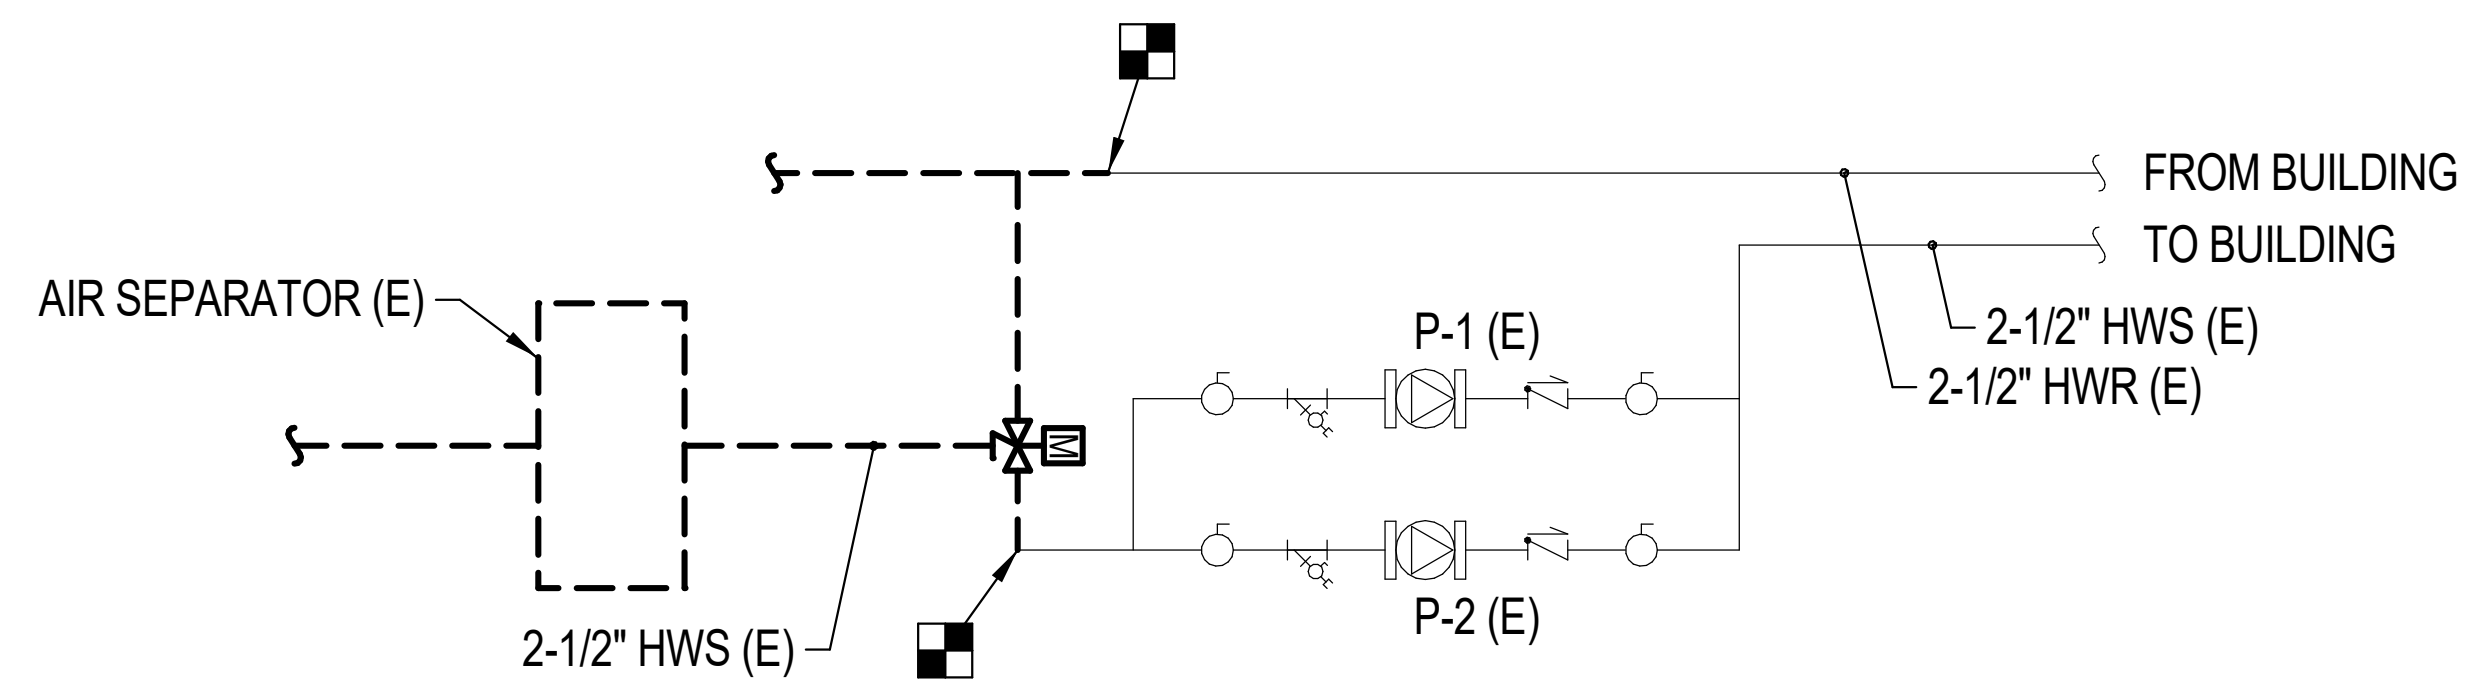 FROM BUILDING
TO BUILDING
AIR SEPARATOR (E)
P-1 (E)
2-1/2" HWS (E)
2-1/2" HWR (E)
M
P-2 (E)
2-1/2" HWS (E)